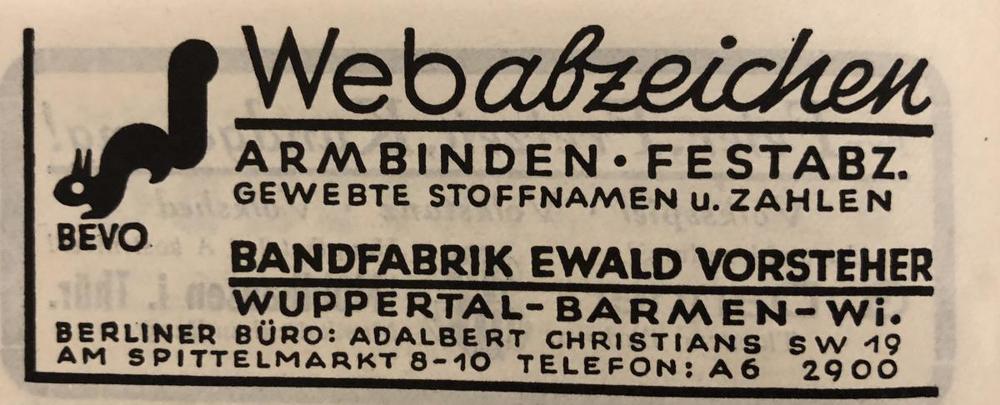 Webabzeichen
ARMBINDEN · FESTABZ.
GEWEBTE STOFFNAMEN u. ZAHLEN
BEVO
BANDFABRIK EWALD VORSTEHER
WUPPERTAL-BARMEN-Wi.
BERLINER BÜRO: ADALBERT CHRISTIANS SW 19
AM SPITTELMARKT 8-10 TELEFON: A6 2900